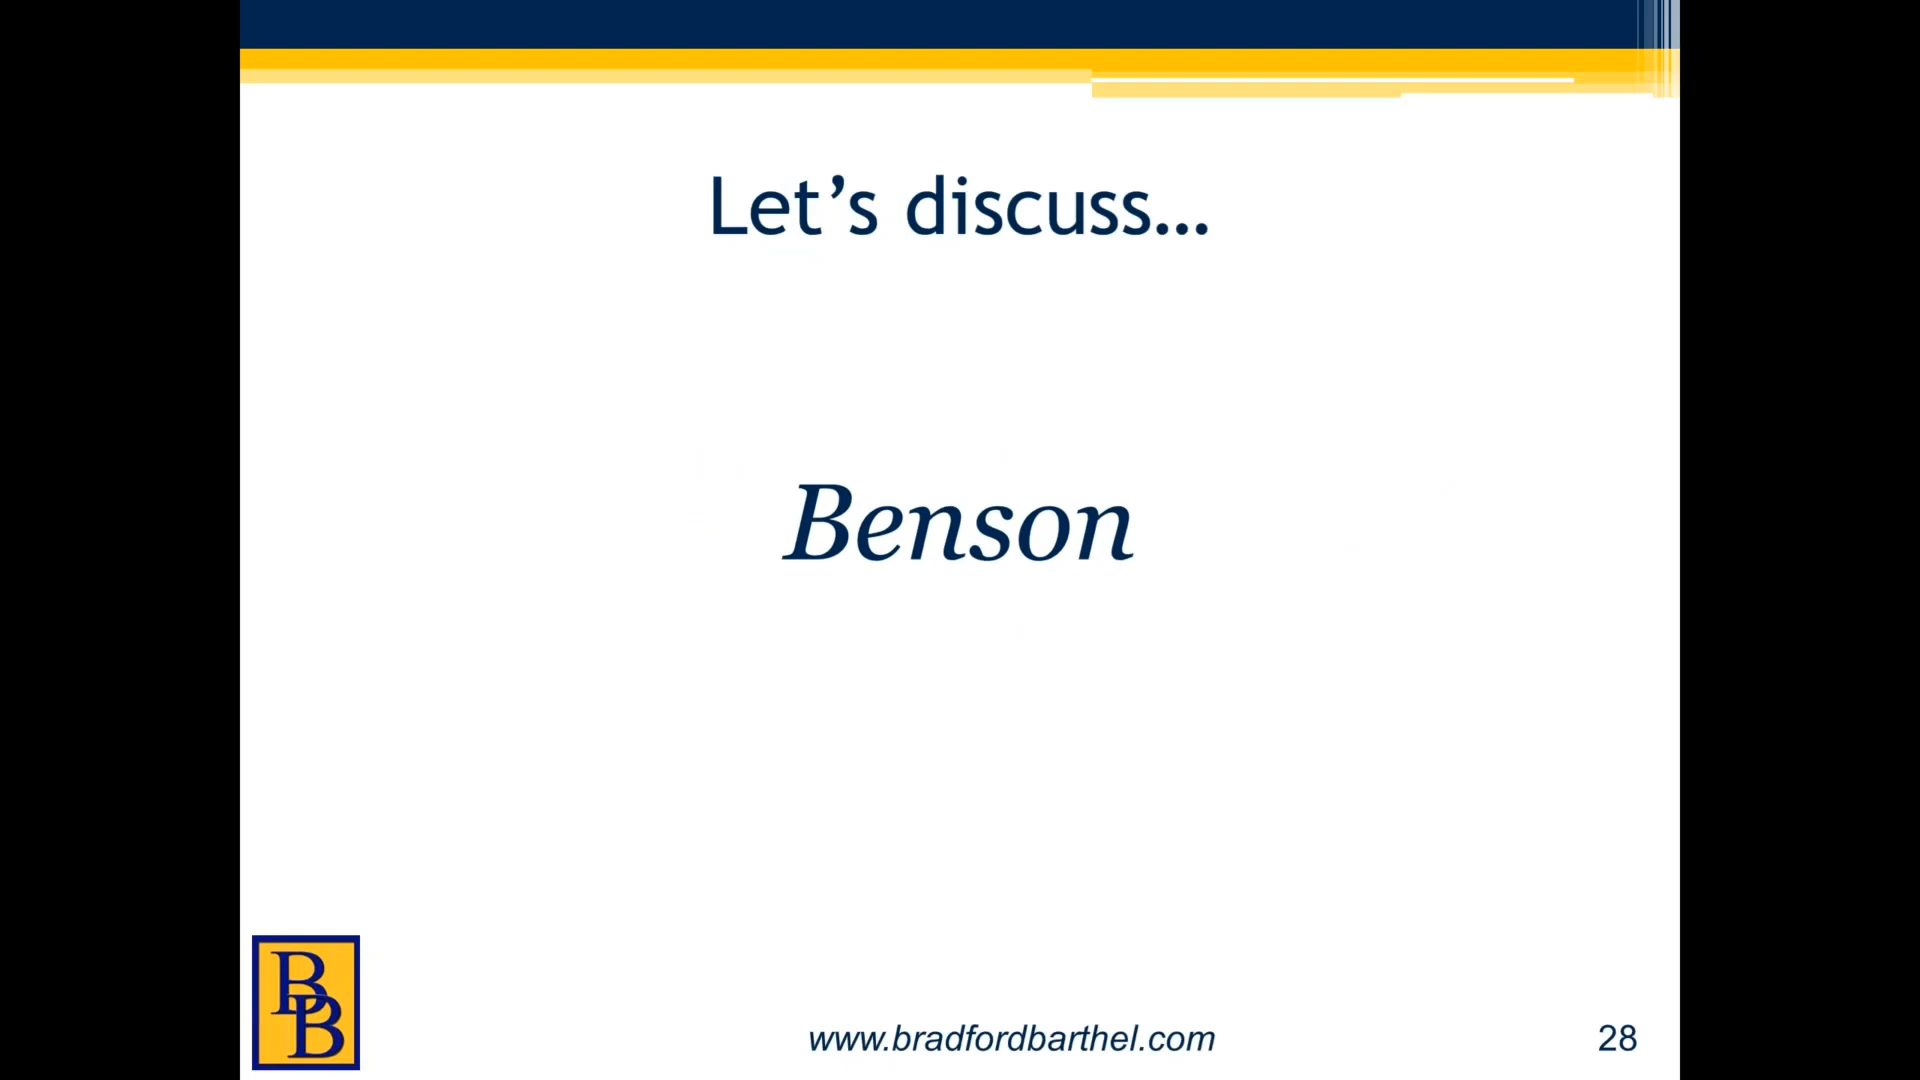 Let’s discuss…
Benson
BB
www.bradfordbarthel.com
28